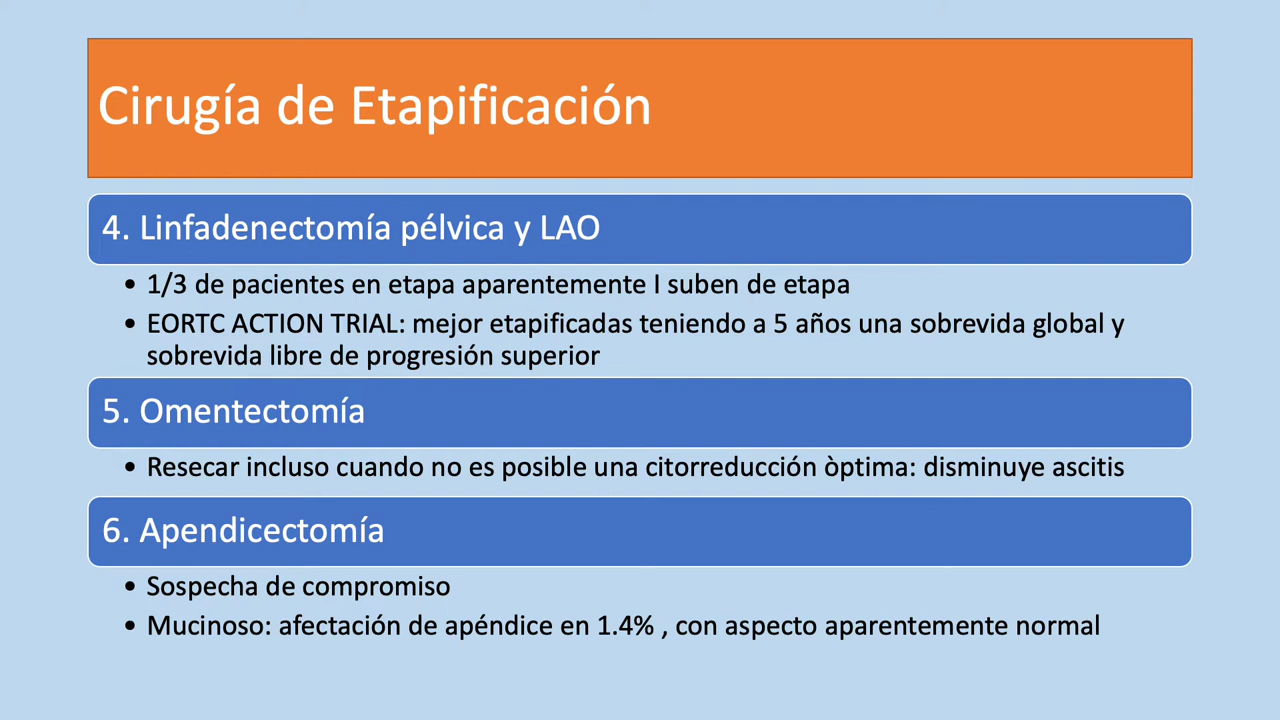 Cirugía de Etapificación
4. Linfadenectomía pélvica y LAO
• 1/3 de pacientes en etapa aparentemente I suben de etapa
• EORTC ACTION TRIAL: mejor etapificadas teniendo a 5 años una sobrevida global y
sobrevida libre de progresión superior
5. Omentectomía
• Resecar incluso cuando no es posible una citorreducción òptima: disminuye ascitis
6. Apendicectomía
• Sospecha de compromiso
• Mucinoso: afectación de apéndice en 1.4% , con aspecto aparentemente normal